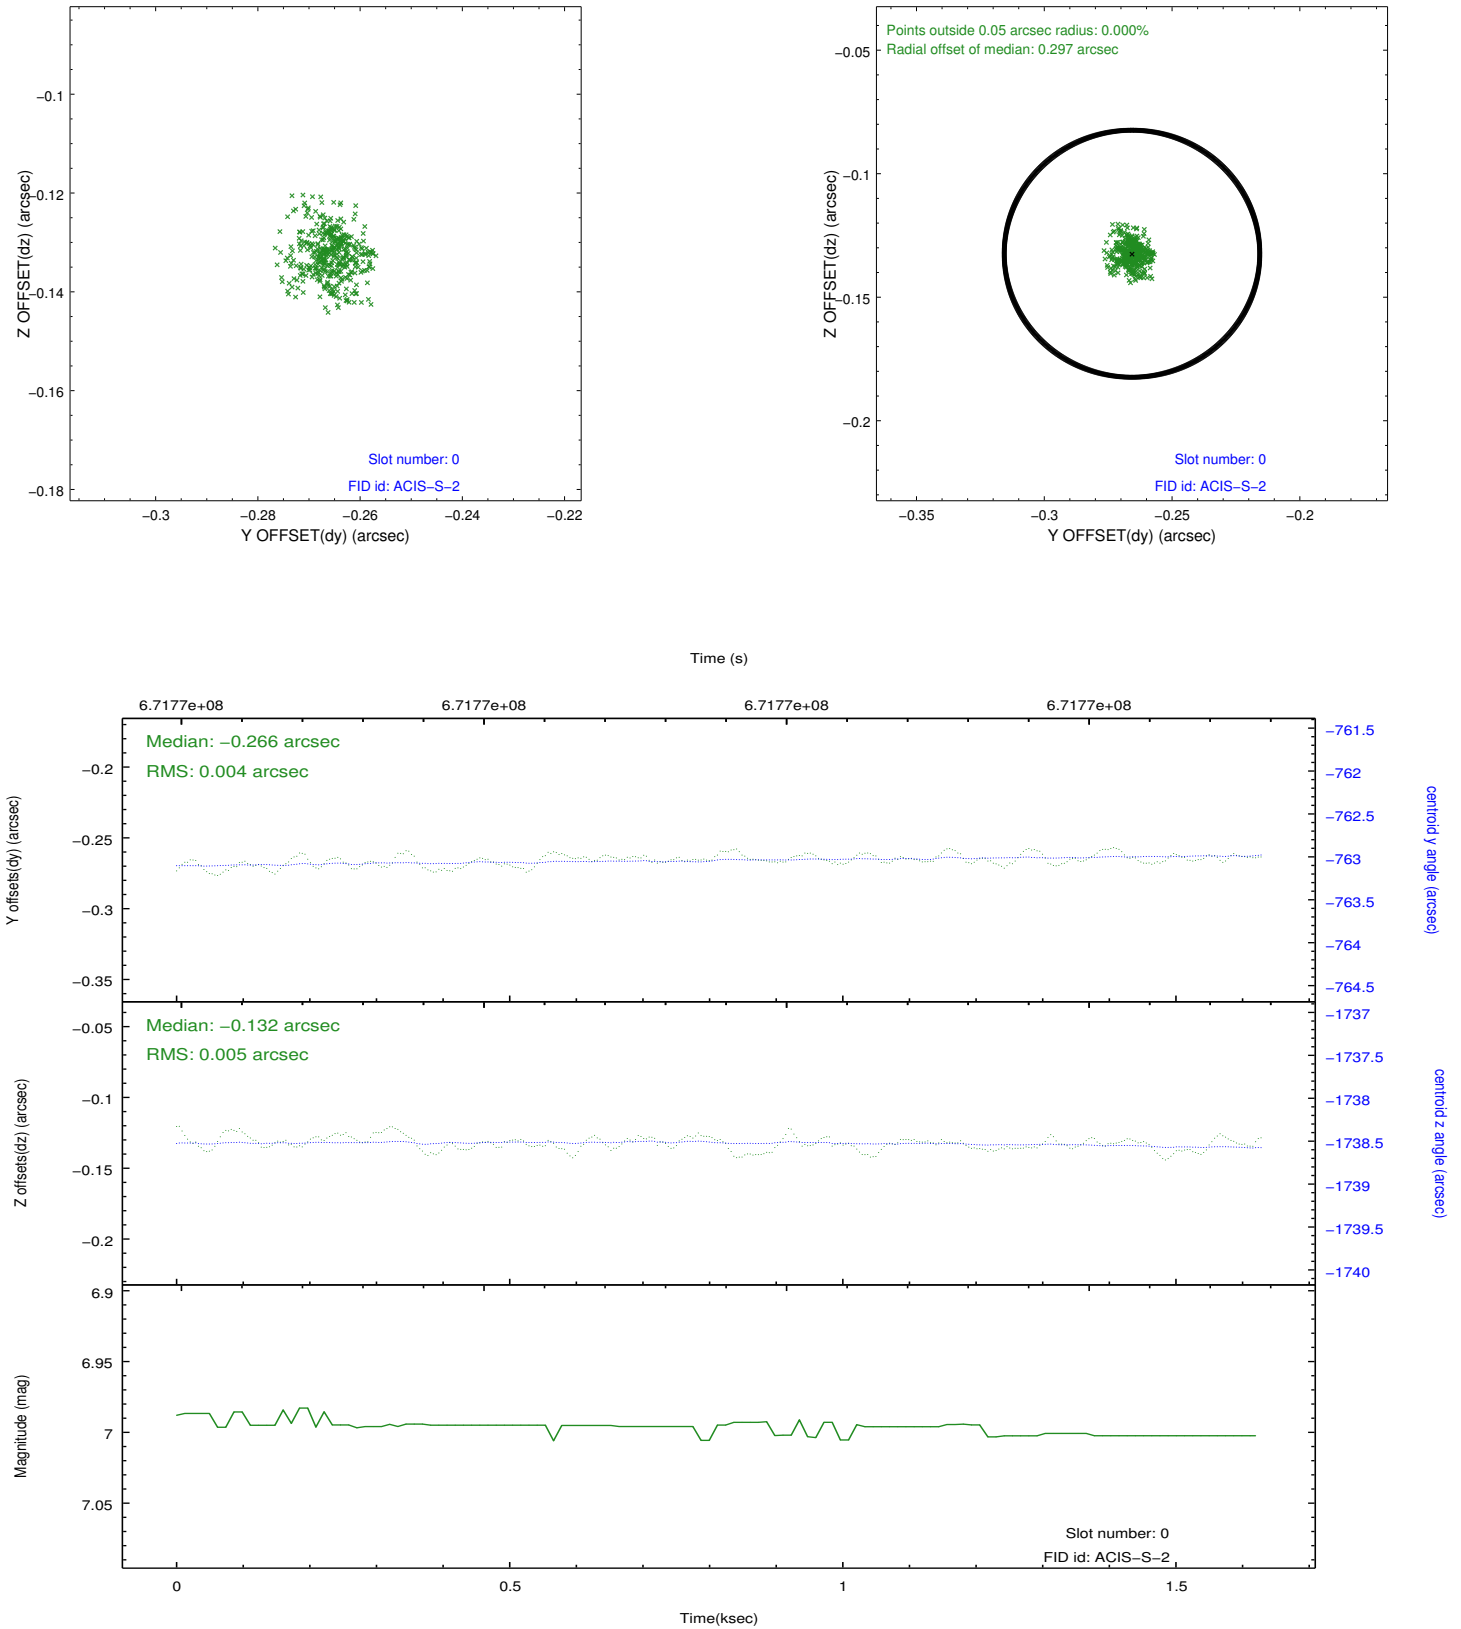 −0.1
−0.12
−0.14
−0.16
−0.18
Z OFFSET(dz) (arcsec)
Slot number: 0
FID id: ACIS−S−2
−0.3
−0.28
−0.26
−0.24
−0.22
Y OFFSET(dy) (arcsec)
Points outside 0.05 arcsec radius: 0.000%
Radial offset of median: 0.297 arcsec
−0.05
−0.1
−0.15
−0.2
Z OFFSET(dz) (arcsec)
Slot number: 0
FID id: ACIS−S−2
−0.35
−0.3
−0.25
−0.2
Y OFFSET(dy) (arcsec)
Time (s)
6.7177e+08
6.7177e+08
6.7177e+08
6.7177e+08
Median: −0.266 arcsec
RMS: 0.004 arcsec
−0.2
−0.25
−0.3
−0.35
Y offsets(dy) (arcsec)
−761.5
−762
−762.5
−763
−763.5
−764
−764.5
centroid y angle (arcsec)
Median: −0.132 arcsec
RMS: 0.005 arcsec
−0.05
−0.1
−0.15
−0.2
Z offsets(dz) (arcsec)
−1737
−1737.5
−1738
−1738.5
−1739
−1739.5
−1740
centroid z angle (arcsec)
6.9
6.95
7
7.05
Magnitude (mag)
Slot number: 0
FID id: ACIS−S−2
0
0.5
1
1.5
Time(ksec)